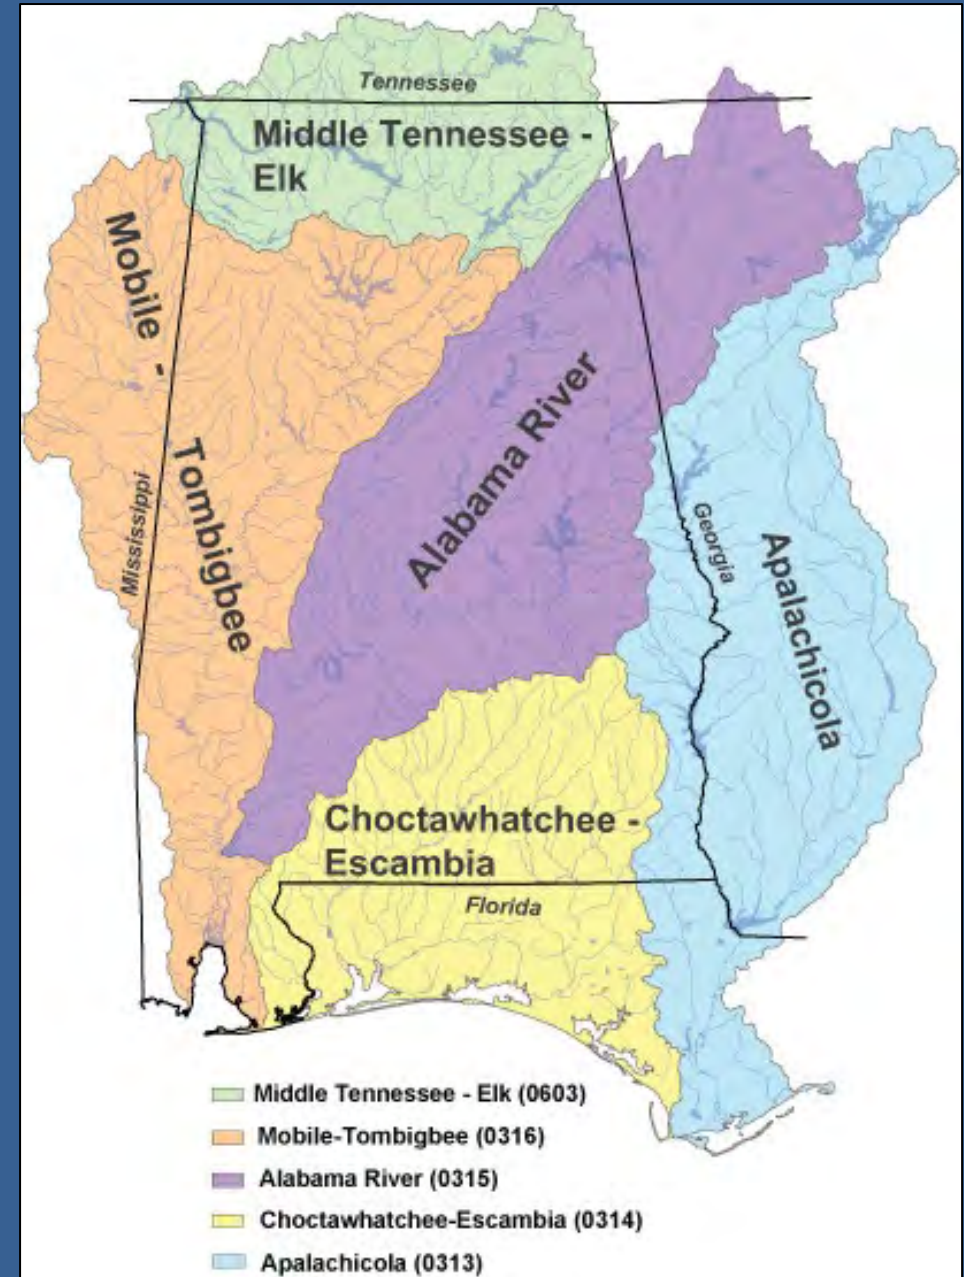 Tennessee
Middle Tennessee -
Elk
Mobile -
Tombigbee
Mississippi
Alabama River
Georgia
Apalachicola
Choctawhatchee -
Escambia
Florida
Middle Tennessee - Elk (0603)
Mobile-Tombigbee (0316)
Alabama River (0315)
Choctawhatchee-Escambia (0314)
Apalachicola (0313)